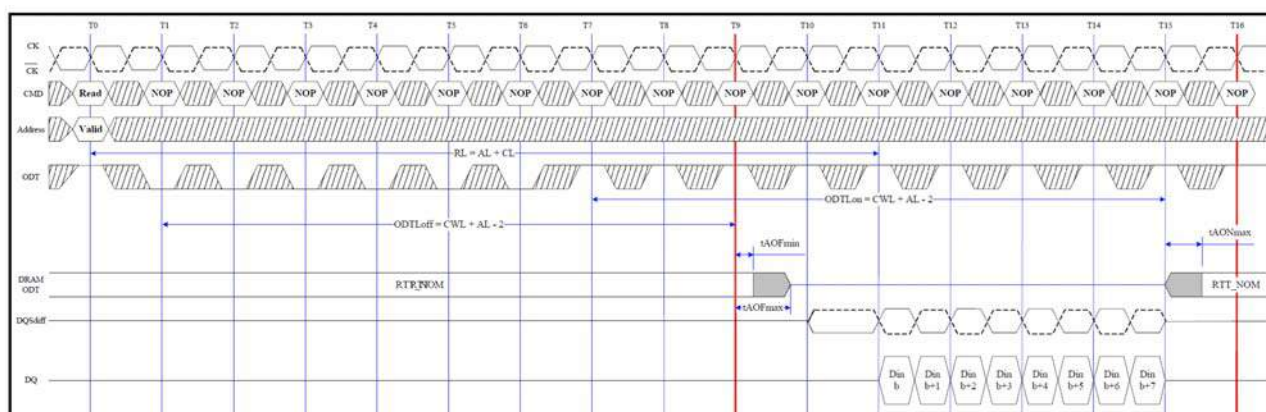 T0 T1 T2 T3 T4 T5 T6 T7 T8 T9 T10 T11 T12 T13 T14 T15 T16
CK
CK
CMD Read NOP NOP NOP NOP NOP NOP NOP NOP NOP NOP NOP NOP NOP NOP NOP NOP
Address Valid
RL = AL + CL
ODT
ODTLon = CWL + AL - 2
ODTLoff = CWL + AL - 2
tAOFmin tAONmax
DRAM ODT RTT_NOM RTT_NOM
tAOFmax
DQSdiff
DQ Din b Din b+1 Din b+2 Din b+3 Din b+4 Din b+5 Din b+6 Din b+7